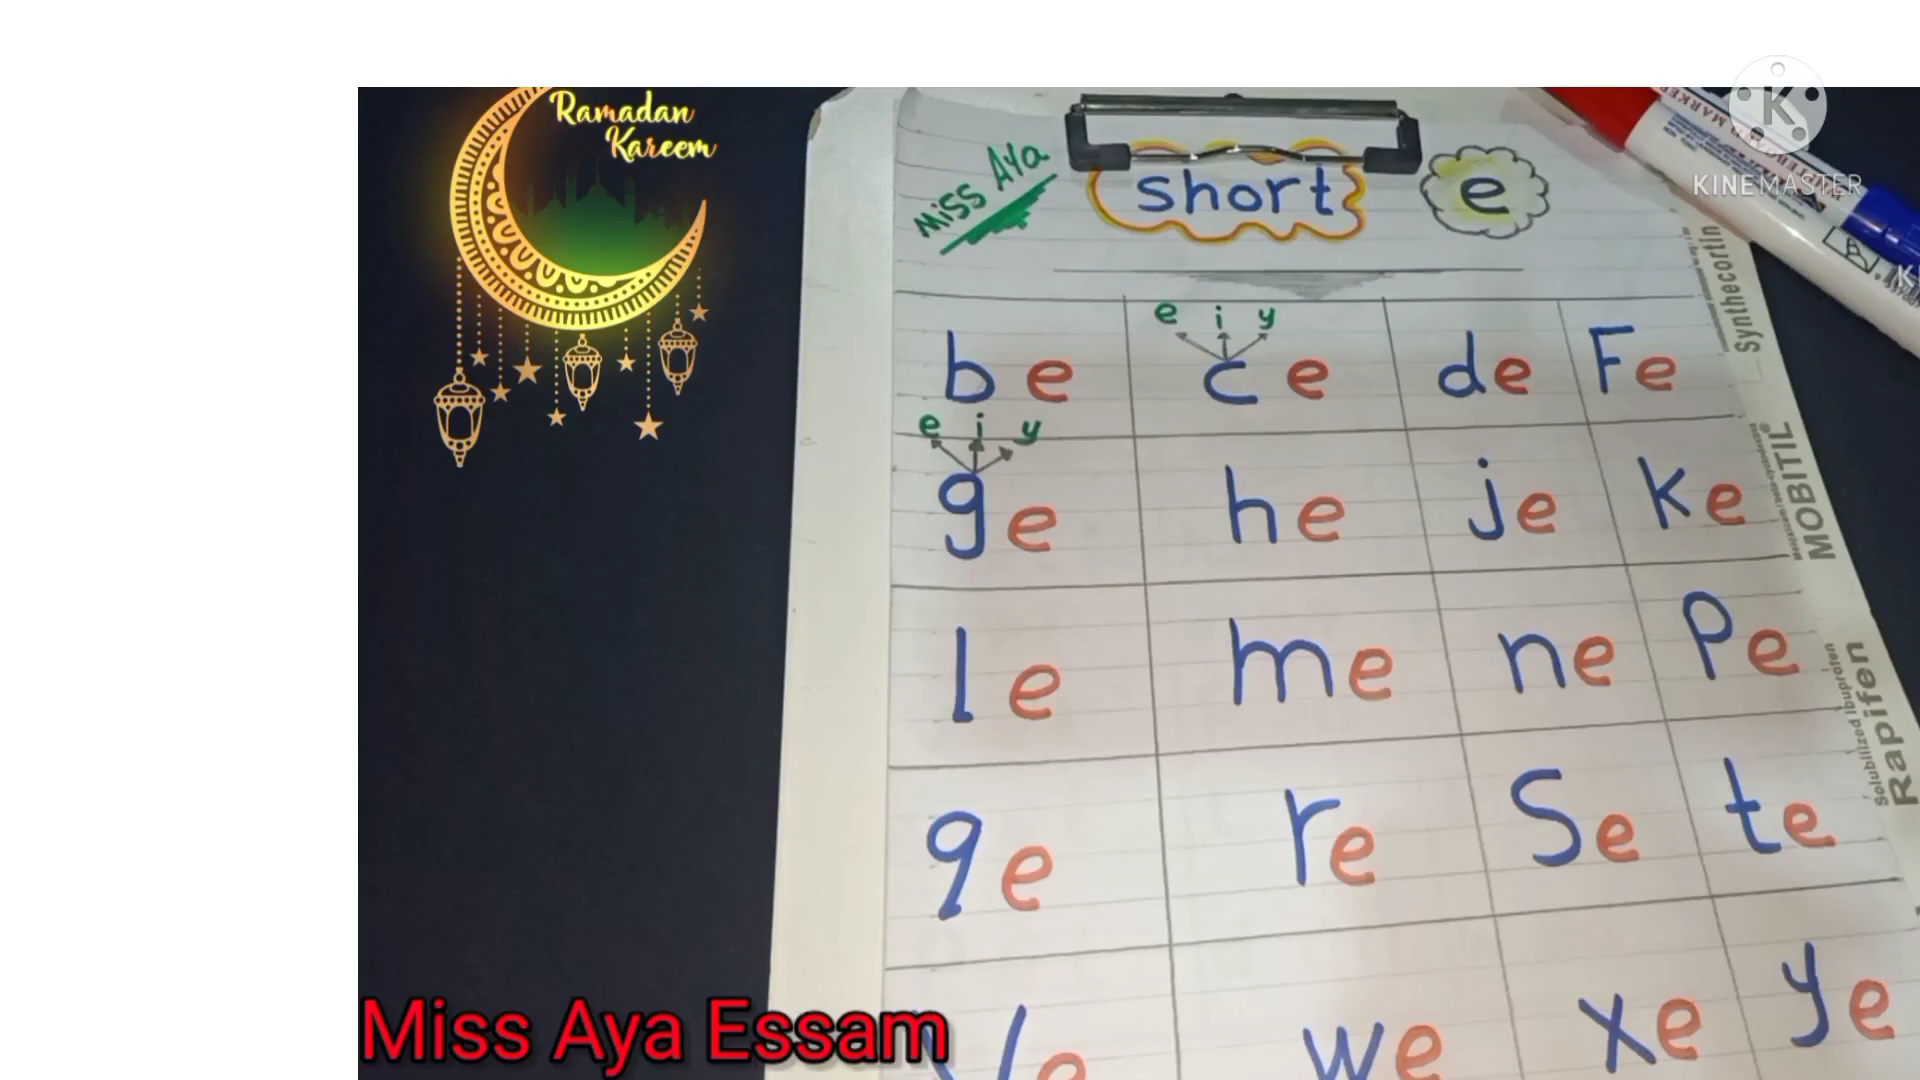 Ramadan
Kareem
KINEMASTER
Miss Aya
short e
e i y
be ce de Fe
e i y
ge he je Ke
le me ne Pe
qe re Se te
Ve we xe ye
Synthecortin
MOBITIL
Solubilized Ibuprofen
Rapifen
Miss Aya Essam